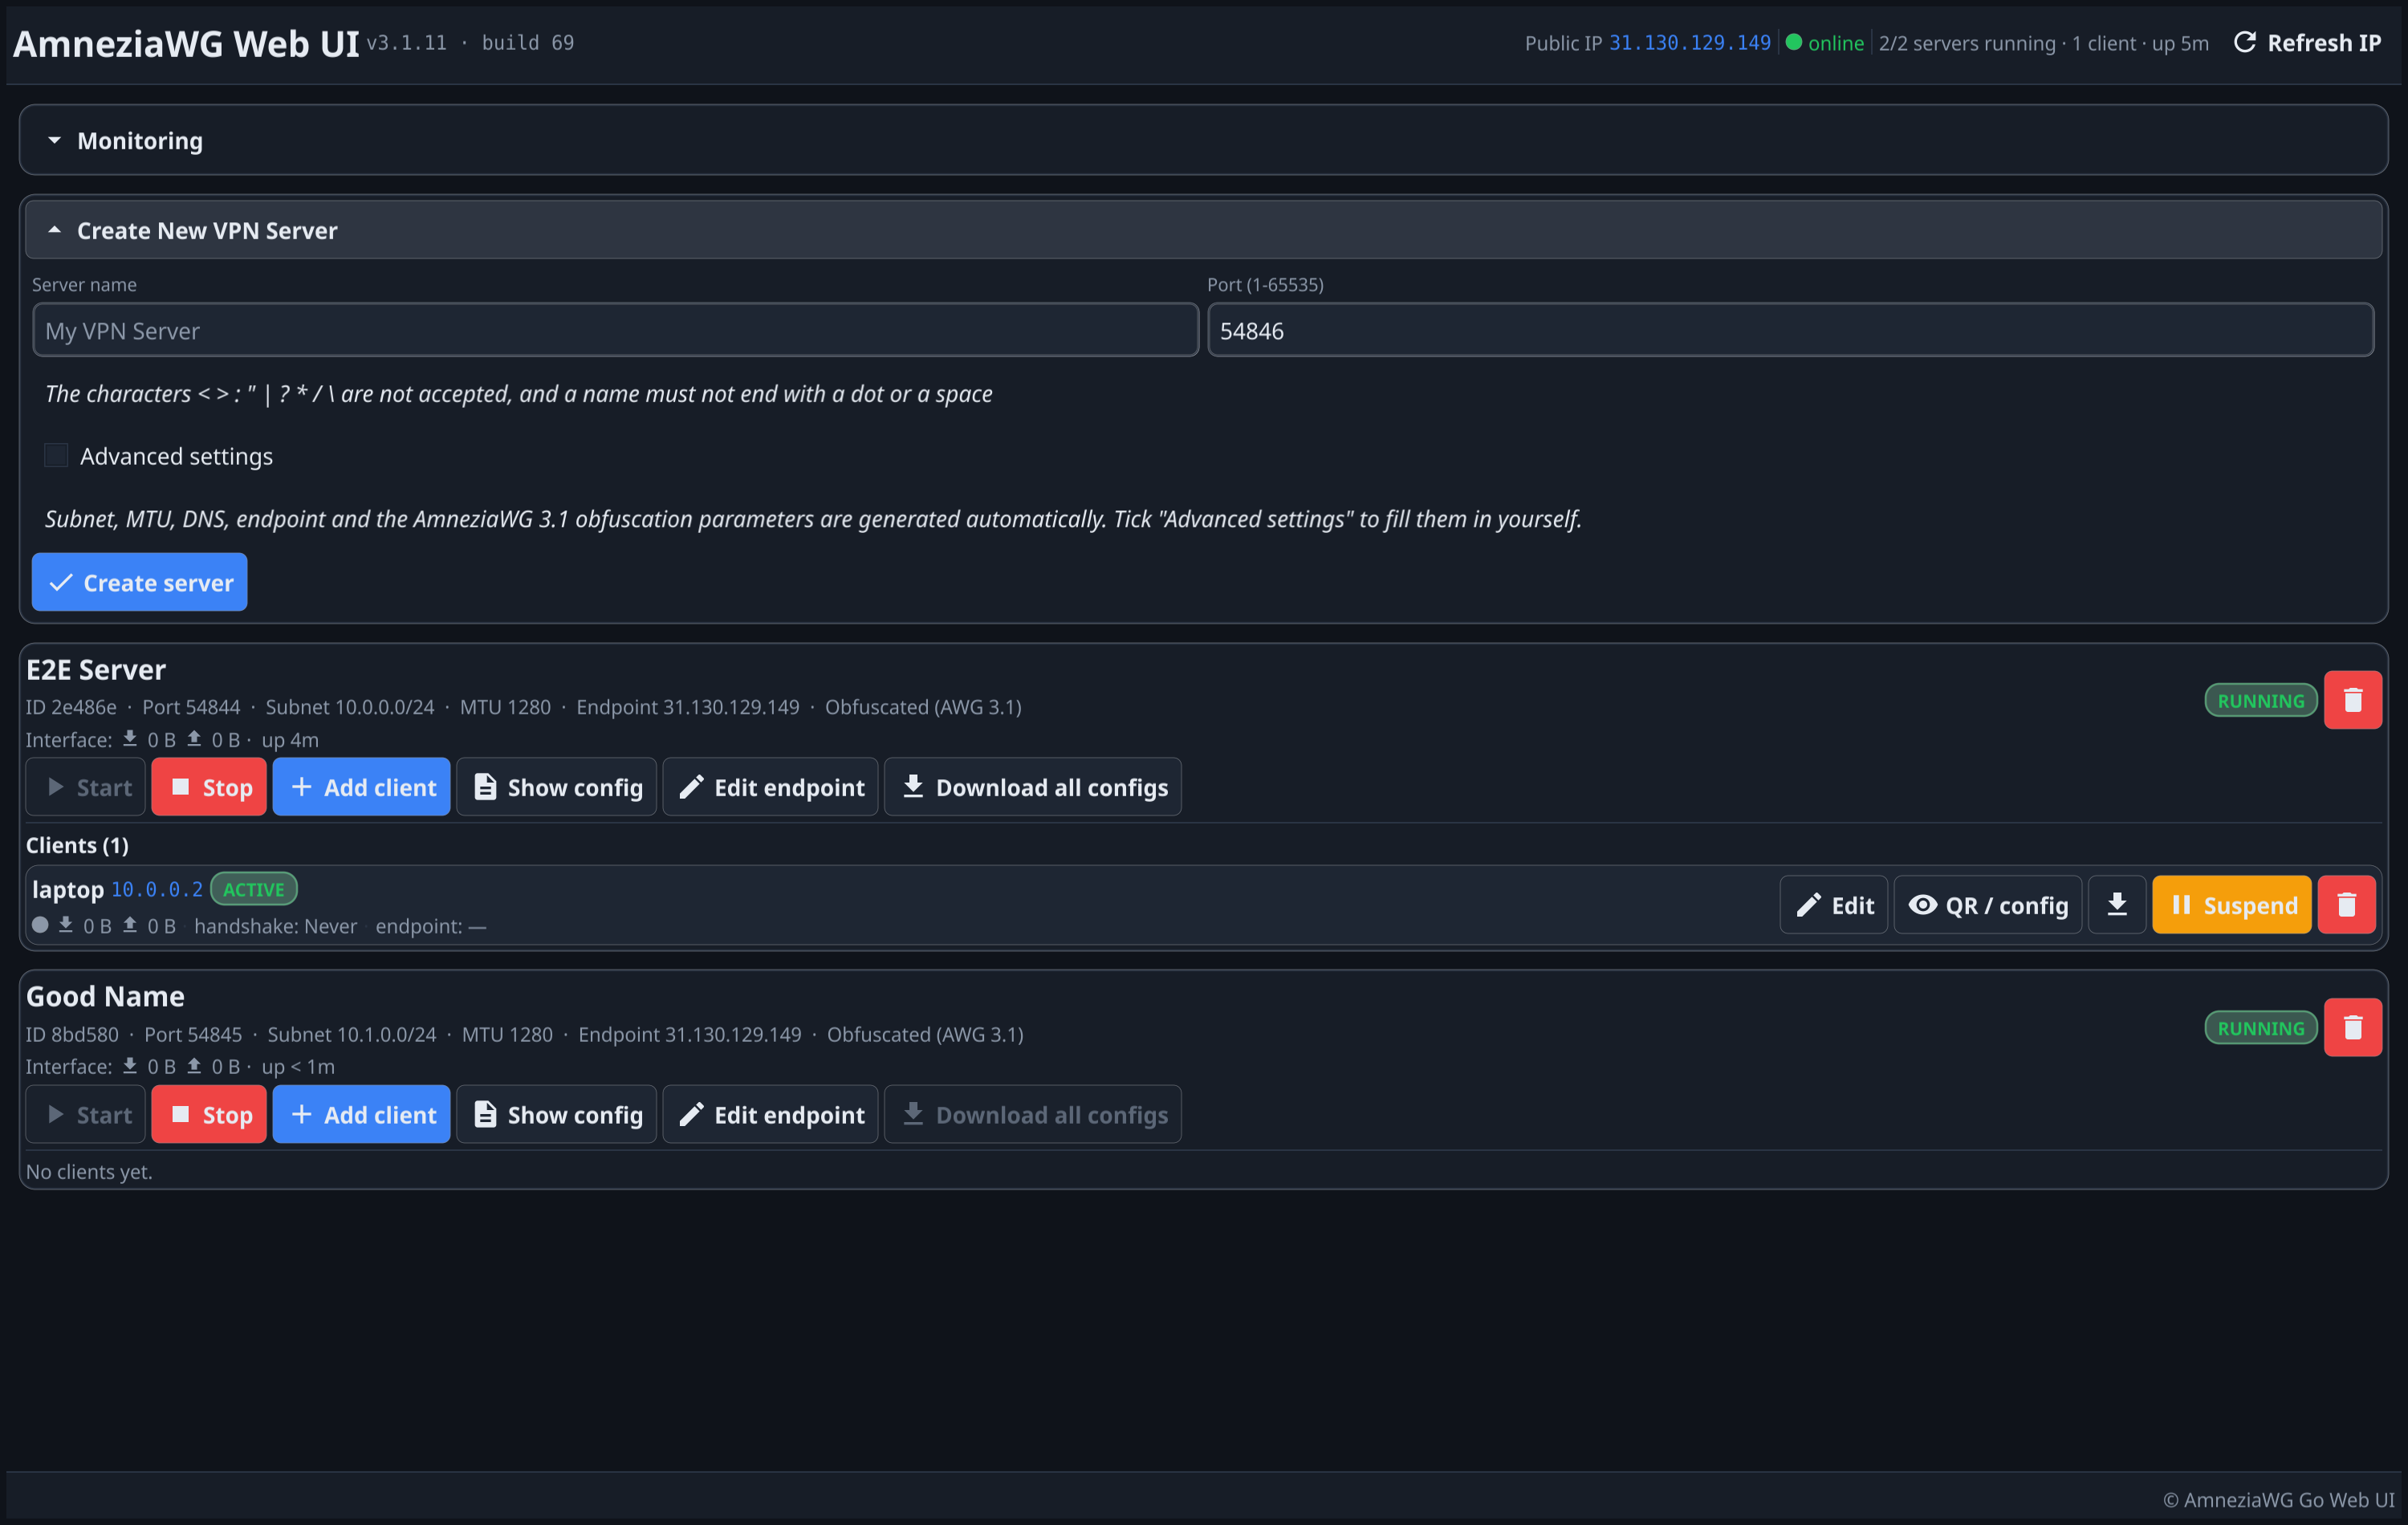 AmneziaWG Web UI v3.1.11 · build 69
Public IP 31.130.129.149 online 2/2 servers running · 1 client · up 5m Refresh IP
Monitoring
Create New VPN Server
Server name Port (1-65535)
My VPN Server 54846
The characters < > : " | ? * / \ are not accepted, and a name must not end with a dot or a space
Advanced settings
Subnet, MTU, DNS, endpoint and the AmneziaWG 3.1 obfuscation parameters are generated automatically. Tick "Advanced settings" to fill them in yourself.
Create server
E2E Server
ID 2e486e · Port 54844 · Subnet 10.0.0.0/24 · MTU 1280 · Endpoint 31.130.129.149 · Obfuscated (AWG 3.1)
RUNNING
Interface: 0 B 0 B · up 4m
Start Stop Add client Show config Edit endpoint Download all configs
Clients (1)
laptop 10.0.0.2 ACTIVE
Edit QR / config Suspend
0 B 0 B · handshake: Never · endpoint: —
Good Name
ID 8bd580 · Port 54845 · Subnet 10.1.0.0/24 · MTU 1280 · Endpoint 31.130.129.149 · Obfuscated (AWG 3.1)
RUNNING
Interface: 0 B 0 B · up < 1m
Start Stop Add client Show config Edit endpoint Download all configs
No clients yet.
© AmneziaWG Go Web UI